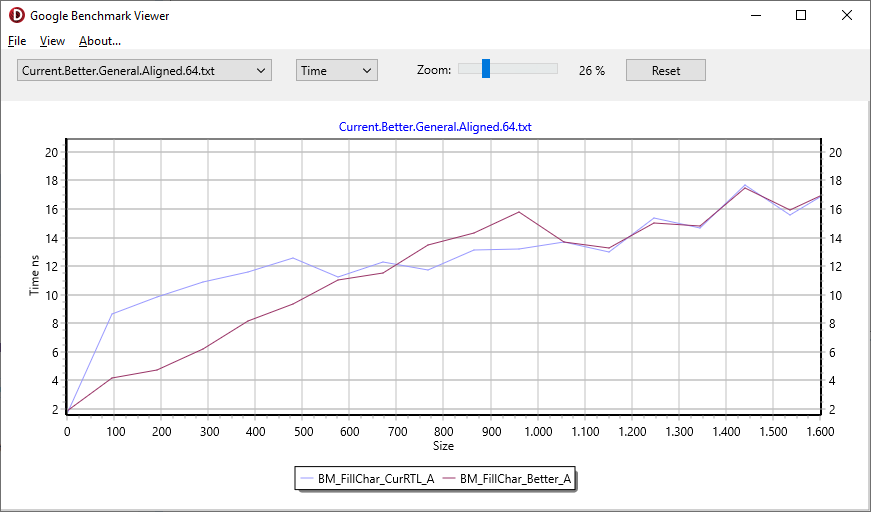 Google Benchmark Viewer
File View About...
Current.Better.General.Aligned.64.txt Time Zoom: 26 % Reset
Current.Better.General.Aligned.64.txt
20 20
18 18
16 16
14 14
12 12
Time ns
10 10
8 8
6 6
4 4
2 2
0 100 200 300 400 500 600 700 800 900 1.000 1.100 1.200 1.300 1.400 1.500 1.600
Size
BM_FillChar_CurRTL_A BM_FillChar_Better_A